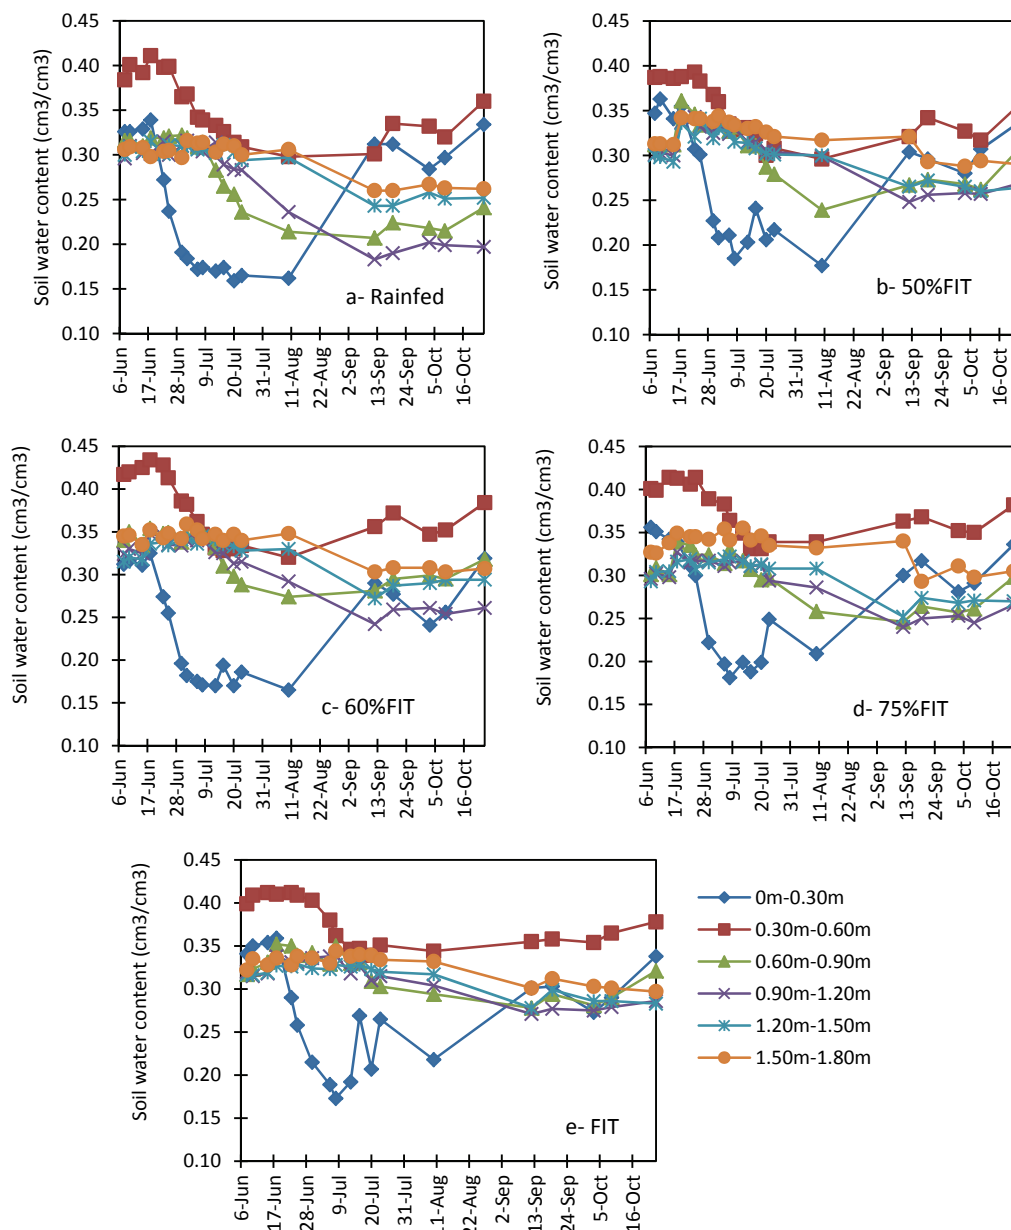 0.45
0.40
0.35
0.30
0.25
0.20
0.15
0.10
Soil water content (cm3/cm3)
a- Rainfed
6-Jun
17-Jun
28-Jun
9-Jul
20-Jul
31-Jul
11-Aug
22-Aug
2-Sep
13-Sep
24-Sep
5-Oct
16-Oct
0.45
0.40
0.35
0.30
0.25
0.20
0.15
0.10
Soil water content (cm3/cm3)
b- 50%FIT
6-Jun
17-Jun
28-Jun
9-Jul
20-Jul
31-Jul
11-Aug
22-Aug
2-Sep
13-Sep
24-Sep
5-Oct
16-Oct
0.45
0.40
0.35
0.30
0.25
0.20
0.15
0.10
Soil water content (cm3/cm3)
c- 60%FIT
6-Jun
17-Jun
28-Jun
9-Jul
20-Jul
31-Jul
11-Aug
22-Aug
2-Sep
13-Sep
24-Sep
5-Oct
16-Oct
0.45
0.40
0.35
0.30
0.25
0.20
0.15
0.10
Soil water content (cm3/cm3)
d- 75%FIT
6-Jun
17-Jun
28-Jun
9-Jul
20-Jul
31-Jul
11-Aug
22-Aug
2-Sep
13-Sep
24-Sep
5-Oct
16-Oct
0.45
0.40
0.35
0.30
0.25
0.20
0.15
0.10
Soil water content (cm3/cm3)
e- FIT
6-Jun
17-Jun
28-Jun
9-Jul
20-Jul
31-Jul
11-Aug
22-Aug
2-Sep
13-Sep
24-Sep
5-Oct
16-Oct
0m-0.30m
0.30m-0.60m
0.60m-0.90m
0.90m-1.20m
1.20m-1.50m
1.50m-1.80m